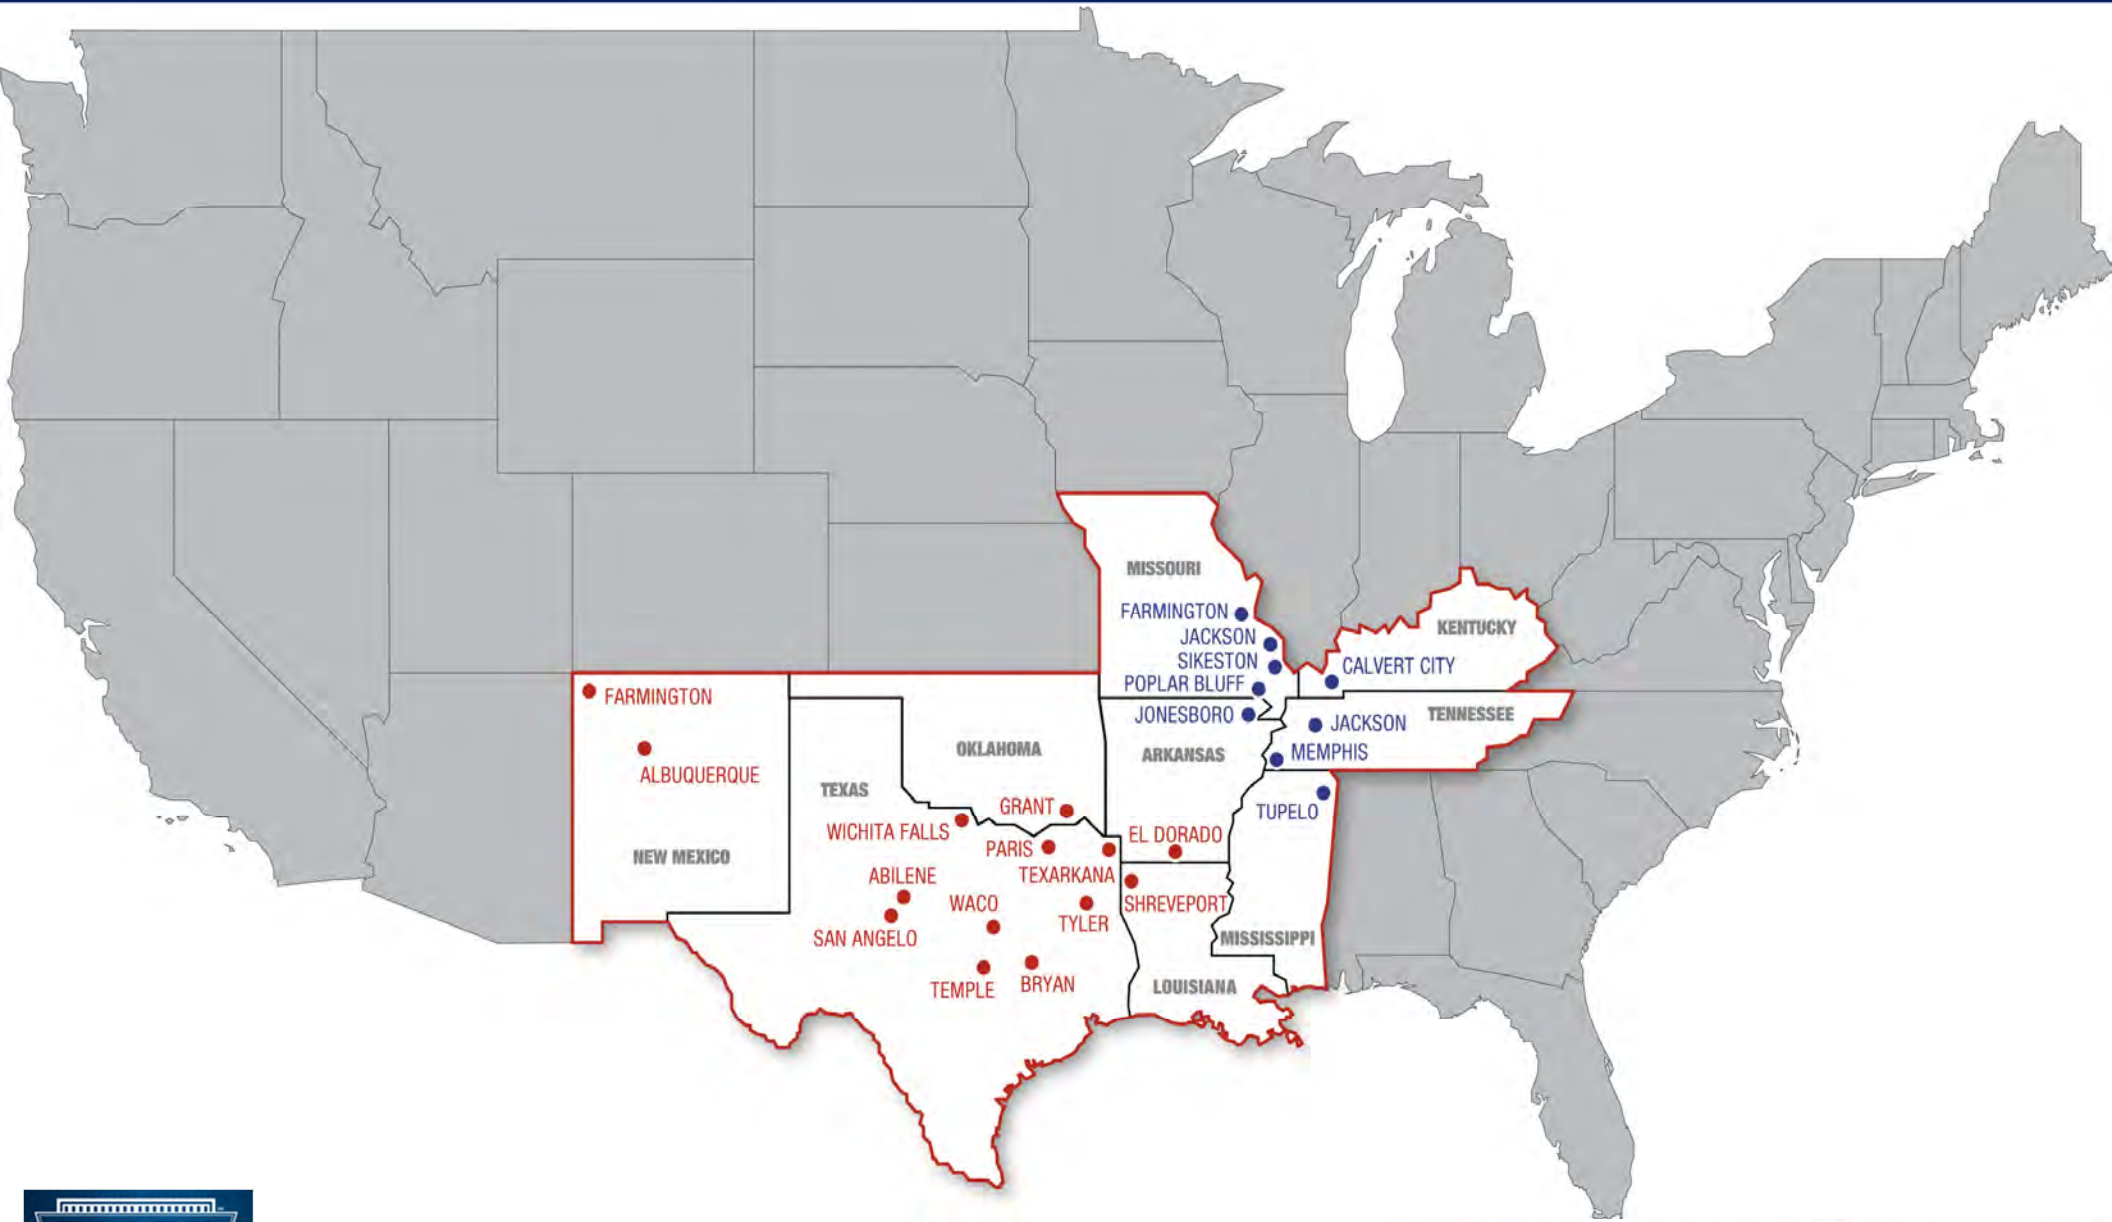 MISSOURI
FARMINGTON
JACKSON
SIKESTON
POPLAR BLUFF
JONESBORO
KENTUCKY
CALVERT CITY
TENNESSEE
JACKSON
MEMPHIS
TUPELO
ARKANSAS
EL DORADO
OKLAHOMA
GRANT
FARMINGTON
ALBUQUERQUE
NEW MEXICO
TEXAS
WICHITA FALLS
PARIS
TEXARKANA
ABILENE
WACO
SAN ANGELO
TYLER
TEMPLE
BRYAN
SHREVEPORT
MISSISSIPPI
LOUISIANA